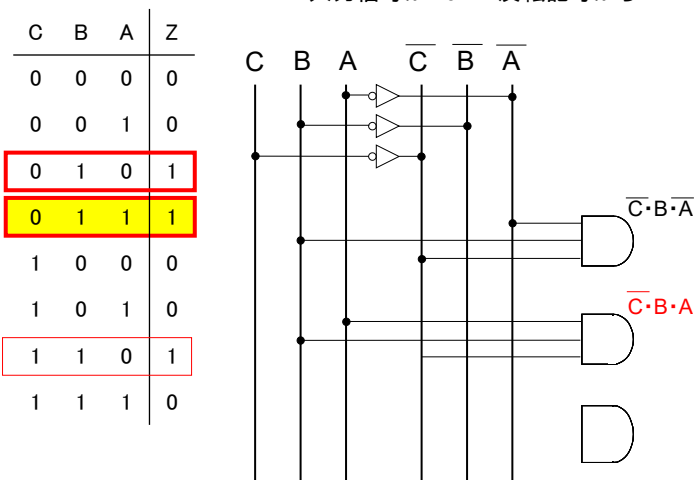 C B A Z
0 0 0 0
0 0 1 0
0 1 0 1
0 1 1 1
1 0 0 0
1 0 1 0
1 1 0 1
1 1 1 0
C B A C̅ B̅ A̅
C̅·B·A̅
C̅·B·A